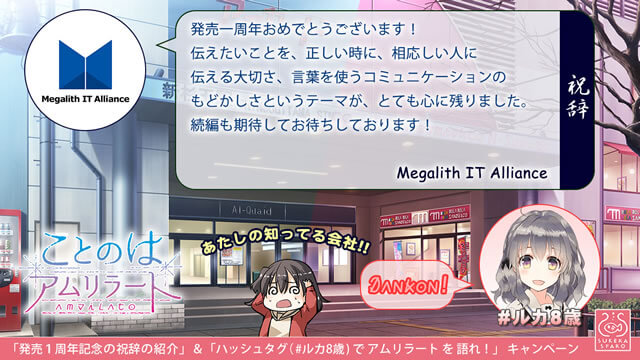 Megalith IT Alliance
発売一周年おめでとうございます！
伝えたいことを、正しい時に、相応しい人に
伝える大切さ、言葉を使うコミュニケーションの
もどかしさというテーマが、とても心に残りました。
続編も期待してお待ちしております！
Megalith IT Alliance
祝辞
新
Al-Quaid
あたしの知ってる会社!!
Dankon!
ことのは
アムリラート
#ルカ8歳
SUKERA
SPARO
「発売１周年記念の祝辞の紹介」＆「ハッシュタグ（#ルカ8歳）で アムリラート を 語れ！」 キャンペーン